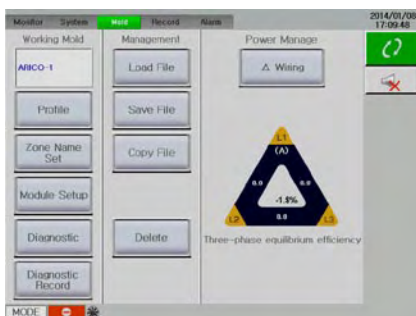 Monitor System Mold Record Alarm
2014/01/08
17:09:48
Working Mold Management Power Manage
ARICO-1
Load File
Δ Wiring
Profile
Save File
Zone Name
Set
Copy File
Module Setup
L1
(A)
0.0 0.0
-1.$%
L2 0.0 L3
Diagnostic
Delete
Three-phase equilibrium efficiency
Diagnostic
Record
MODE